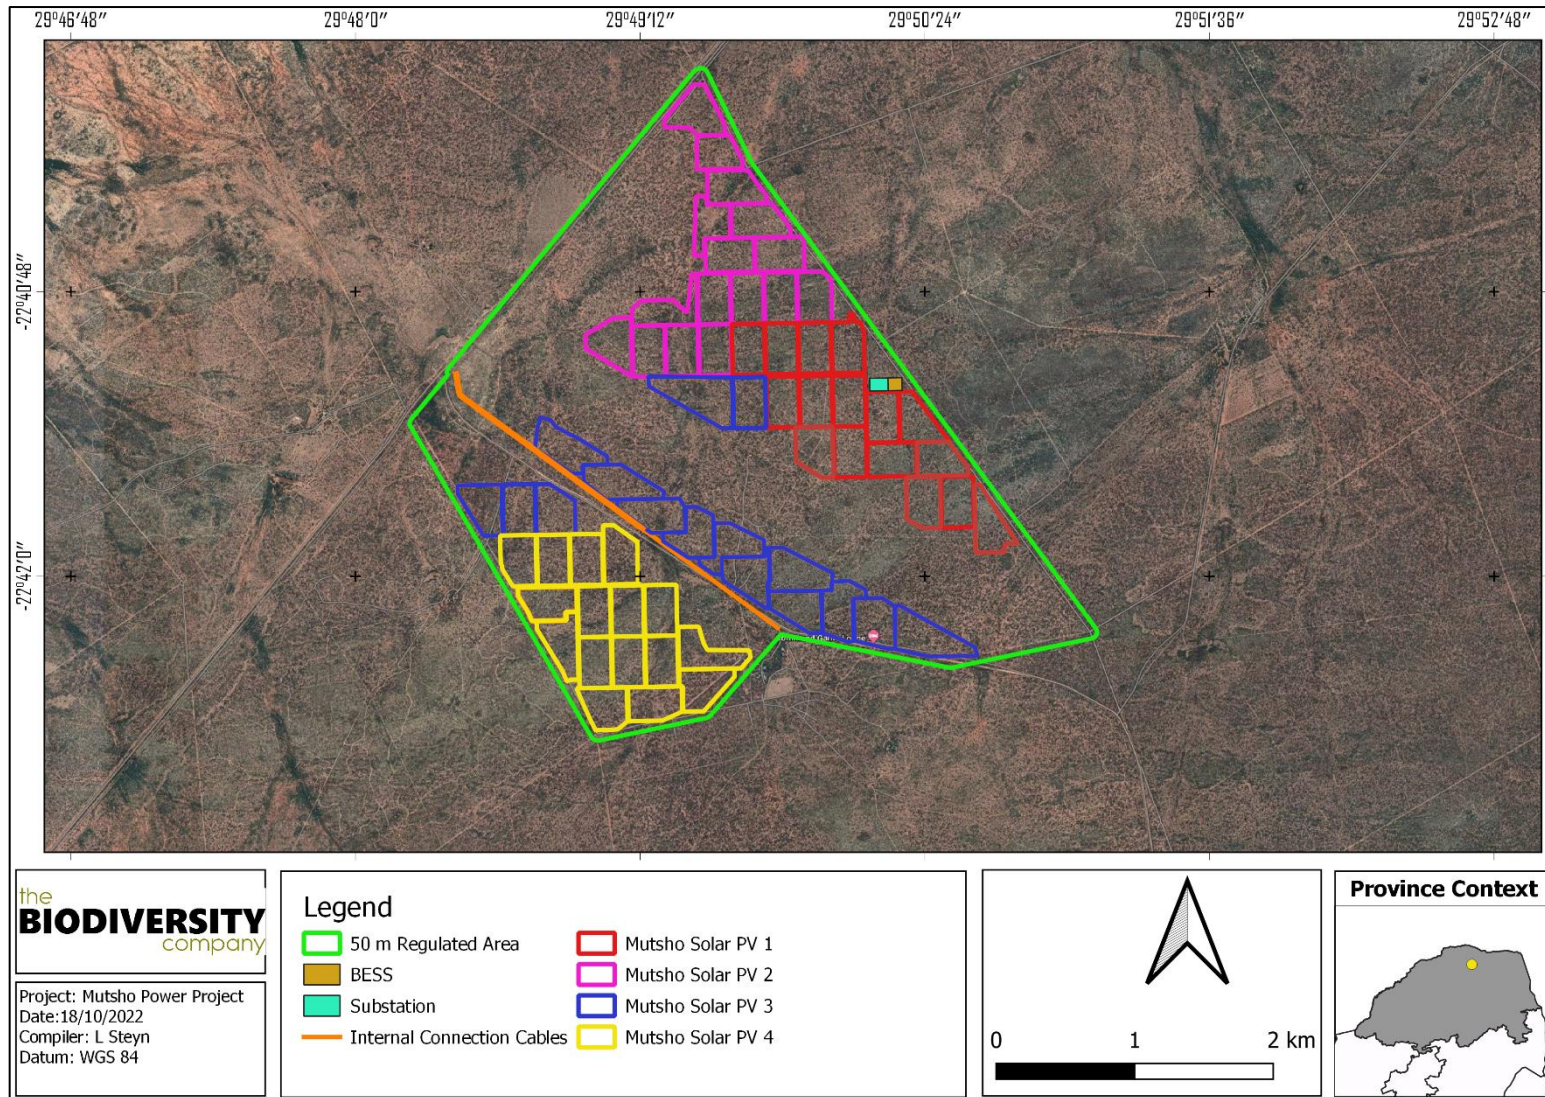 29°46′48″ 29°48′0″ 29°49′12″ 29°50′24″ 29°51′36″ 29°52′48″
-22°40′48″
-22°42′0″
the
BIODIVERSITY
company
Project: Mutsho Power Project
Date:18/10/2022
Compiler: L Steyn
Datum: WGS 84
Legend
50 m Regulated Area
BESS
Substation
Internal Connection Cables
Mutsho Solar PV 1
Mutsho Solar PV 2
Mutsho Solar PV 3
Mutsho Solar PV 4
0 1 2 km
Province Context